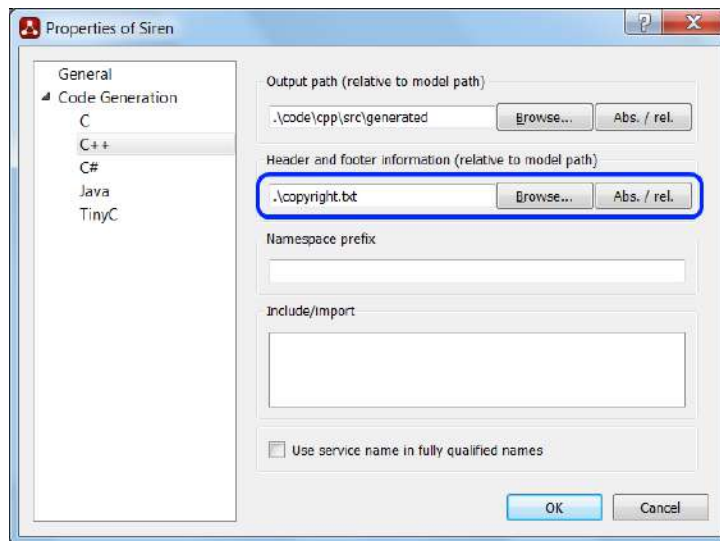 Properties of Siren
General
Code Generation
C
C++
C#
Java
TinyC
Output path (relative to model path)
.\code\cpp\src\generated
Browse...
Abs. / rel.
Header and footer information (relative to model path)
.\copyright.txt
Browse...
Abs. / rel.
Namespace prefix
Include/import
Use service name in fully qualified names
OK
Cancel